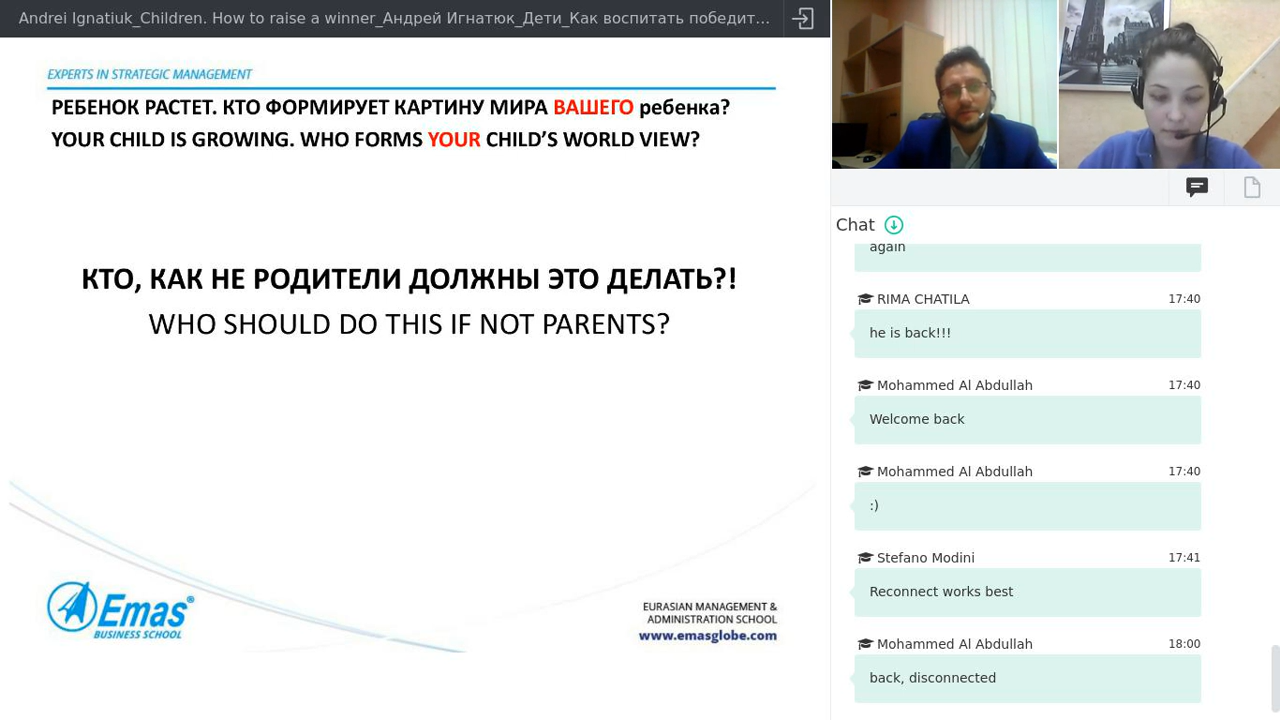 Andrei Ignatiuk_Children. How to raise a winner_Андрей Игнатюк_Дети_Как воспитать победит...
EXPERTS IN STRATEGIC MANAGEMENT
РЕБЕНОК РАСТЕТ. КТО ФОРМИРУЕТ КАРТИНУ МИРА ВАШЕГО ребенка?
YOUR CHILD IS GROWING. WHO FORMS YOUR CHILD’S WORLD VIEW?
КТО, КАК НЕ РОДИТЕЛИ ДОЛЖНЫ ЭТО ДЕЛАТЬ?!
WHO SHOULD DO THIS IF NOT PARENTS?
Emas®
BUSINESS SCHOOL
EURASIAN MANAGEMENT &
ADMINISTRATION SCHOOL
www.emasglobe.com
Chat
again
RIMA CHATILA 17:40
he is back!!!
Mohammed Al Abdullah 17:40
Welcome back
Mohammed Al Abdullah 17:40
:)
Stefano Modini 17:41
Reconnect works best
Mohammed Al Abdullah 18:00
back, disconnected